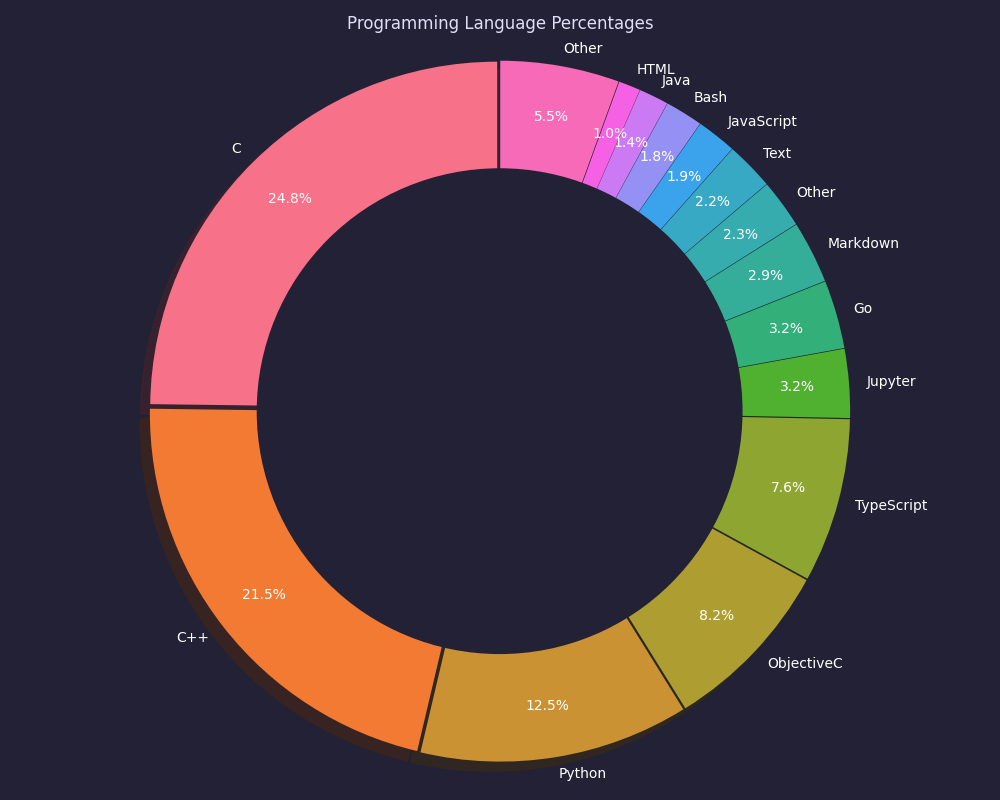 Programming Language Percentages
Other
5.5%
HTML
1.0%
Java
1.4%
Bash
1.8%
JavaScript
1.9%
Text
2.2%
Other
2.3%
Markdown
2.9%
Go
3.2%
Jupyter
3.2%
TypeScript
7.6%
ObjectiveC
8.2%
Python
12.5%
C++
21.5%
C
24.8%